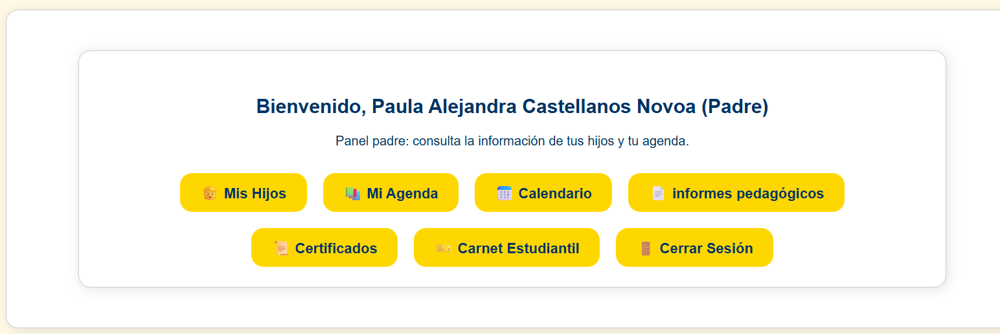 Bienvenido, Paula Alejandra Castellanos Novoa (Padre)
Panel padre: consulta la información de tus hijos y tu agenda.
Mis Hijos
Mi Agenda
Calendario
informes pedagógicos
Certificados
Carnet Estudiantil
Cerrar Sesión